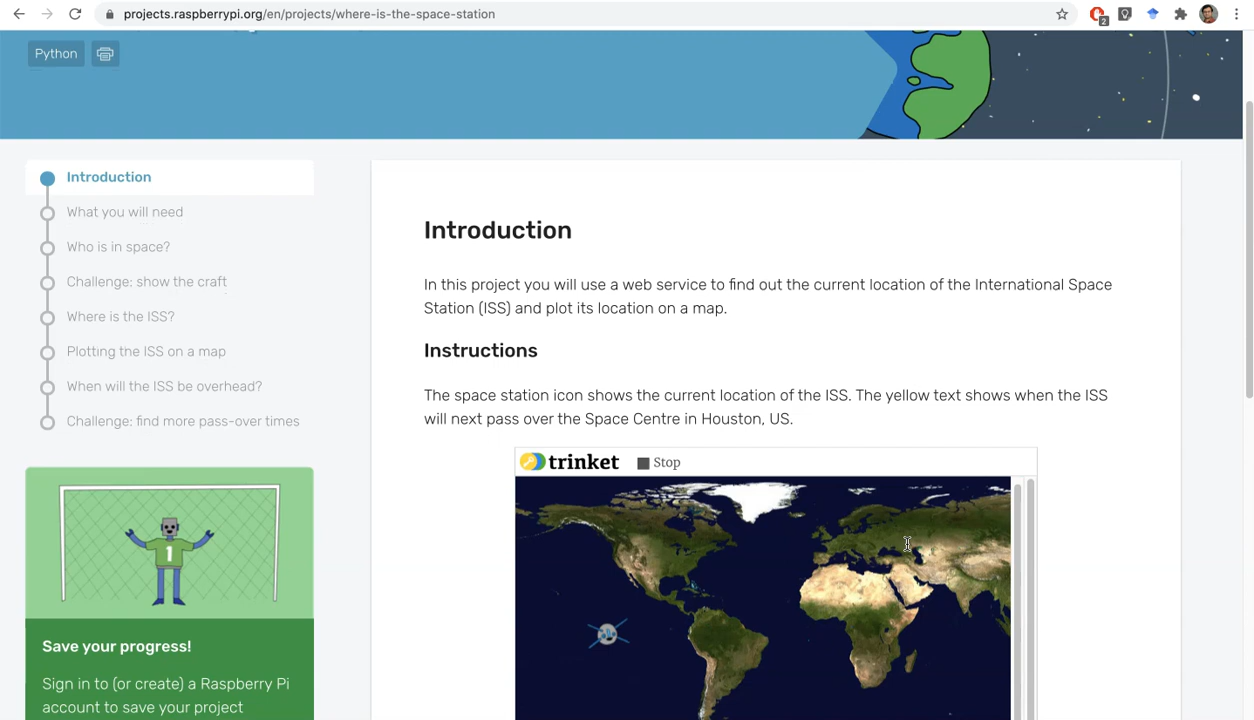 projects.raspberrypi.org/en/projects/where-is-the-space-station
2
Python
Introduction
What you will need
Who is in space?
Challenge: show the craft
Where is the ISS?
Plotting the ISS on a map
When will the ISS be overhead?
Challenge: find more pass-over times
1
Save your progress!
Sign in to (or create) a Raspberry Pi
account to save your project
Introduction
In this project you will use a web service to find out the current location of the International Space
Station (ISS) and plot its location on a map.
Instructions
The space station icon shows the current location of the ISS. The yellow text shows when the ISS
will next pass over the Space Centre in Houston, US.
trinket
Stop